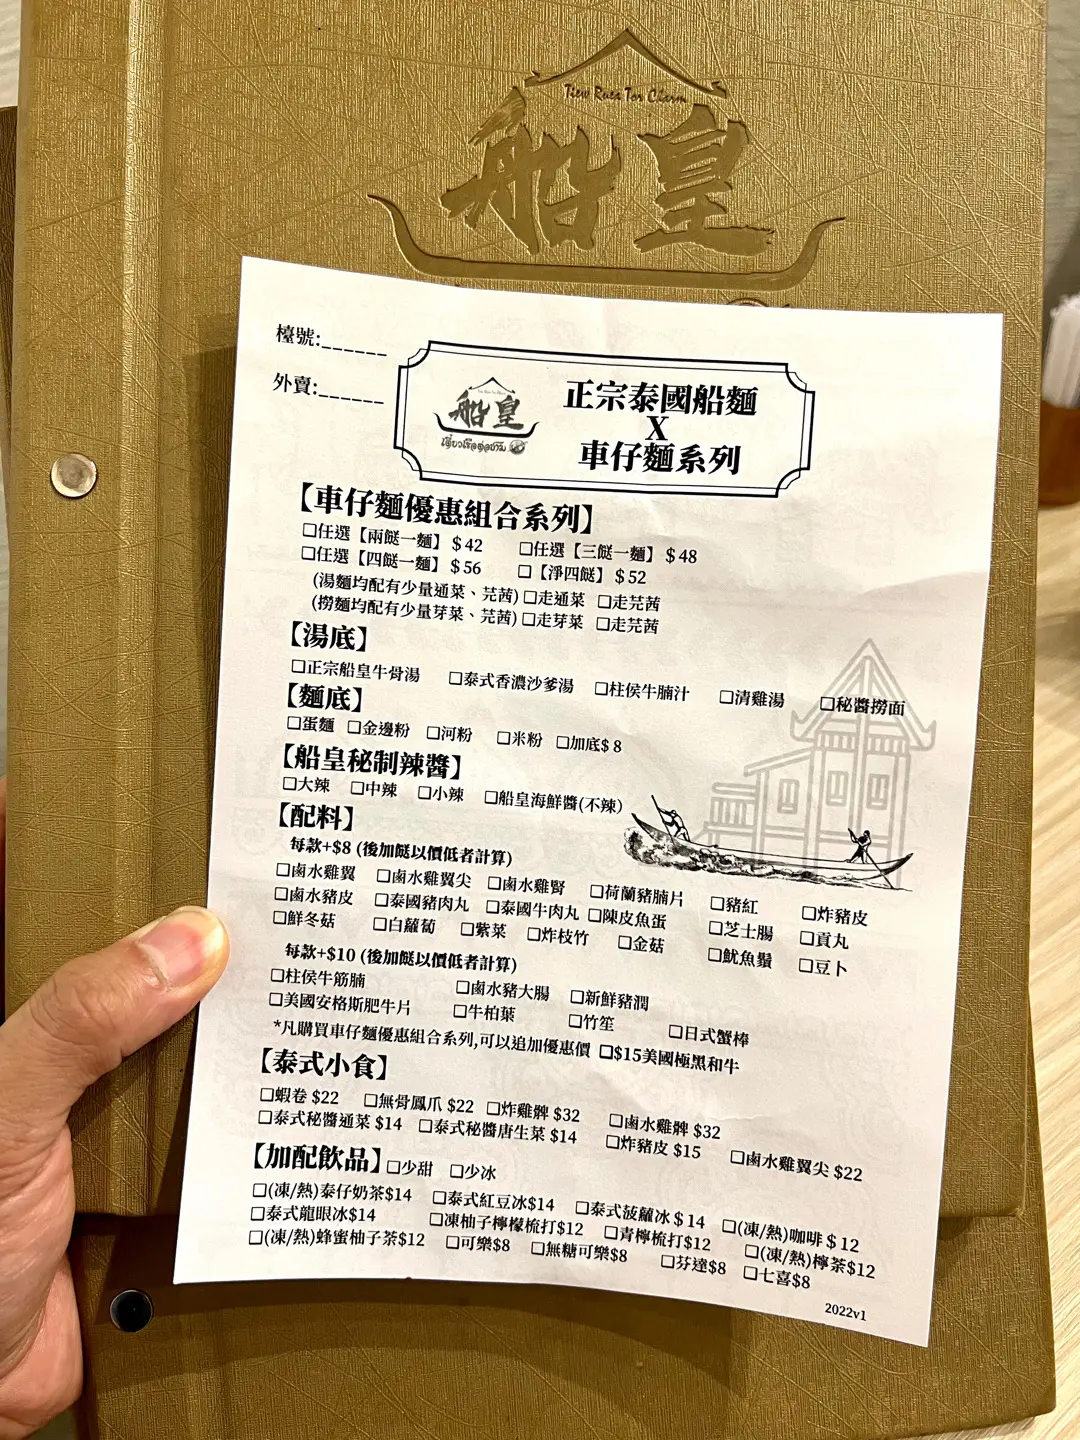 Tiew Ruea Tor Charm
船皇
檯號:______
外賣:______
船皇
正宗泰國船麵
X
車仔麵系列
【車仔麵優惠組合系列】
☐任選【兩餸一麵】$42 ☐任選【三餸一麵】$48
☐任選【四餸一麵】$56 ☐【淨四餸】$52
(湯麵均配有少量通菜、芫茜) ☐走通菜 ☐走芫茜
(撈麵均配有少量芽菜、芫茜) ☐走芽菜 ☐走芫茜
【湯底】
☐正宗船皇牛骨湯 ☐泰式香濃沙爹湯 ☐柱侯牛腩汁 ☐清雞湯 ☐秘醬撈面
【麵底】
☐蛋麵 ☐金邊粉 ☐河粉 ☐米粉 ☐加底$8
【船皇秘制辣醬】
☐大辣 ☐中辣 ☐小辣 ☐船皇海鮮醬(不辣)
【配料】
每款+$8 (後加餸以價低者計算)
☐鹵水雞翼 ☐鹵水雞翼尖 ☐鹵水雞腎 ☐荷蘭豬腩片 ☐豬紅 ☐炸豬皮
☐鹵水豬皮 ☐泰國豬肉丸 ☐泰國牛肉丸 ☐陳皮魚蛋 ☐芝士腸 ☐貢丸
☐鮮冬菇 ☐白蘿蔔 ☐紫菜 ☐炸枝竹 ☐金菇 ☐魷魚鬚 ☐豆卜
每款+$10 (後加餸以價低者計算)
☐柱侯牛筋腩 ☐鹵水豬大腸 ☐新鮮豬潤
☐美國安格斯肥牛片 ☐牛柏葉 ☐竹笙 ☐日式蟹棒
*凡購買車仔麵優惠組合系列,可以追加優惠價 ☐$15美國極黑和牛
【泰式小食】
☐蝦卷 $22 ☐無骨鳳爪 $22 ☐炸雞髀 $32 ☐鹵水雞髀 $32
☐泰式秘醬通菜 $14 ☐泰式秘醬唐生菜 $14 ☐炸豬皮 $15 ☐鹵水雞翼尖 $22
【加配飲品】☐少甜 ☐少冰
☐(凍/熱)泰仔奶茶$14 ☐泰式紅豆冰$14 ☐泰式菠蘿冰$14 ☐(凍/熱)咖啡$12
☐泰式龍眼冰$14 ☐凍柚子檸檬梳打$12 ☐青檸梳打$12 ☐(凍/熱)檸茶$12
☐(凍/熱)蜂蜜柚子茶$12 ☐可樂$8 ☐無糖可樂$8 ☐芬達$8 ☐七喜$8
2022v1